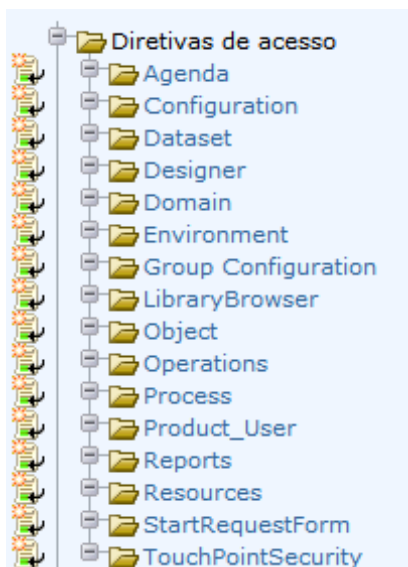 Diretivas de acesso
Agenda
Configuration
Dataset
Designer
Domain
Environment
Group Configuration
LibraryBrowser
Object
Operations
Process
Product_User
Reports
Resources
StartRequestForm
TouchPointSecurity